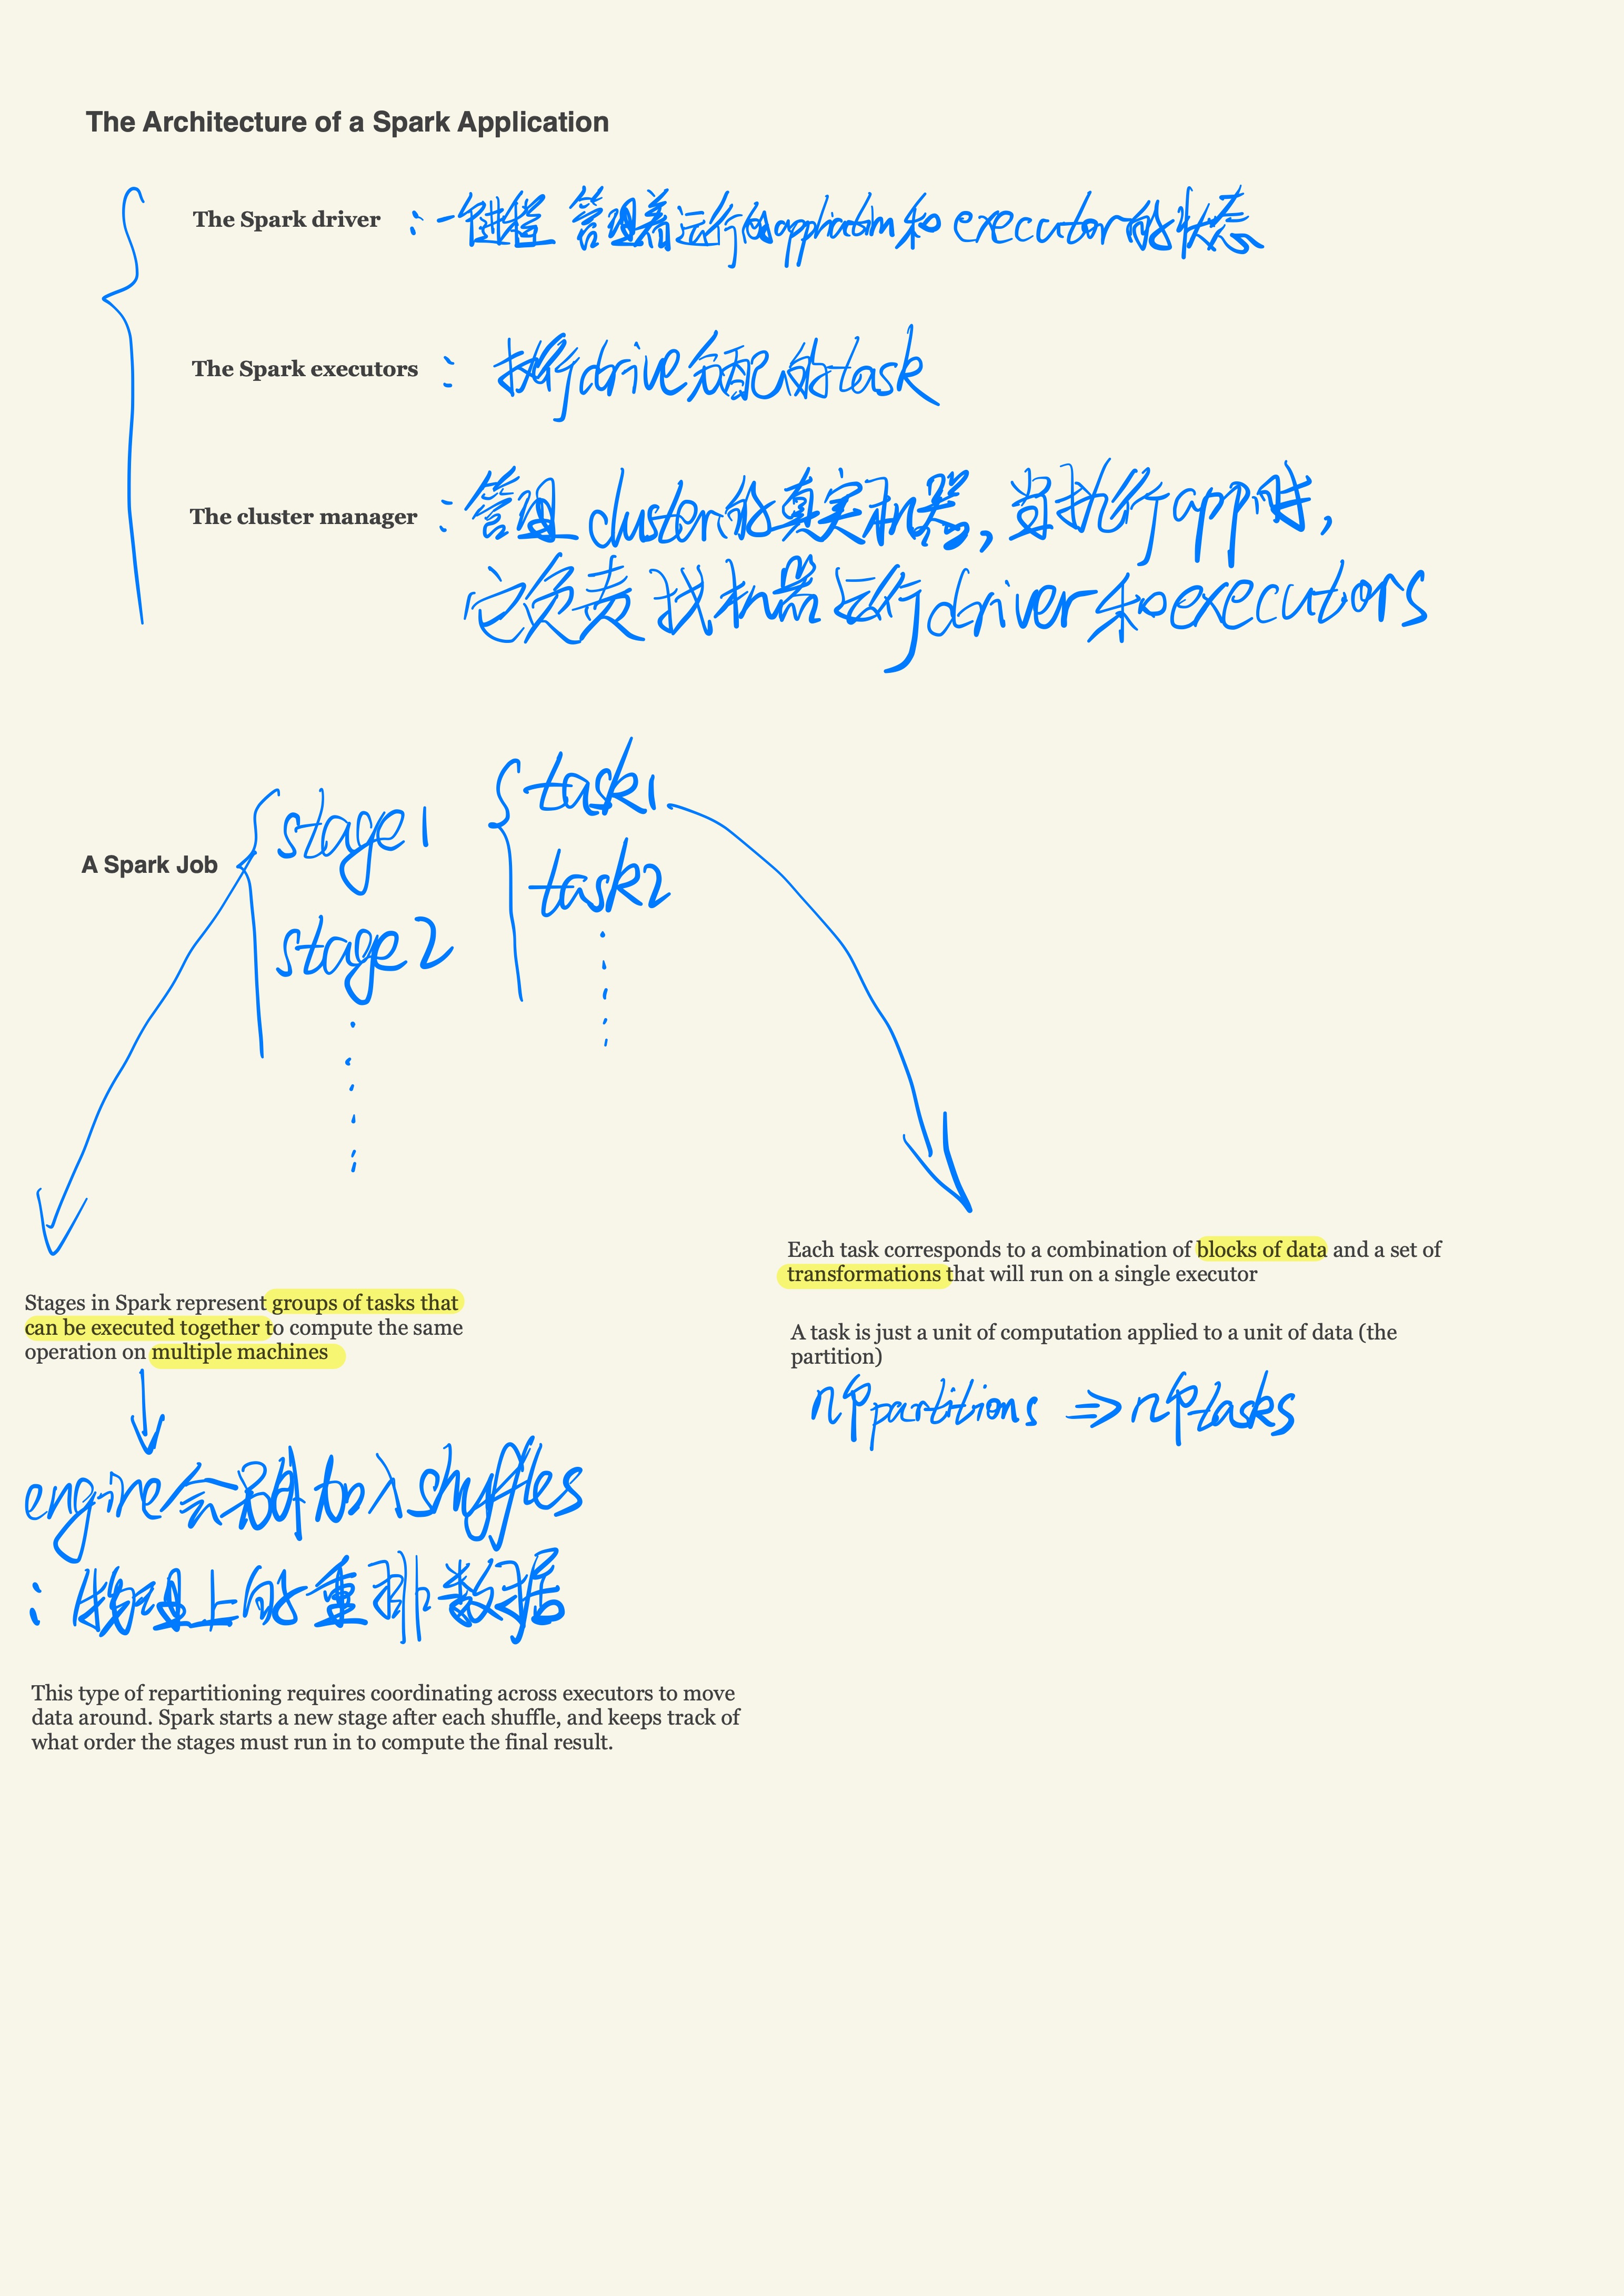 The Architecture of a Spark Application
The Spark driver :一个进程 管理着运行的application和executor的状态
The Spark executors : 执行drive分配的task
The cluster manager :管理cluster的真实机器,当执行app时,
它负责找机器运行driver和executors
task1
stage1
A Spark Job
task2
stage2
Each task corresponds to a combination of blocks of data and a set of
transformations that will run on a single executor
Stages in Spark represent groups of tasks that
can be executed together to compute the same
operation on multiple machines
A task is just a unit of computation applied to a unit of data (the
partition)
n个partitions ⇒ n个tasks
engine会 加入shuffles
:物理上的重排数据
This type of repartitioning requires coordinating across executors to move
data around. Spark starts a new stage after each shuffle, and keeps track of
what order the stages must run in to compute the final result.